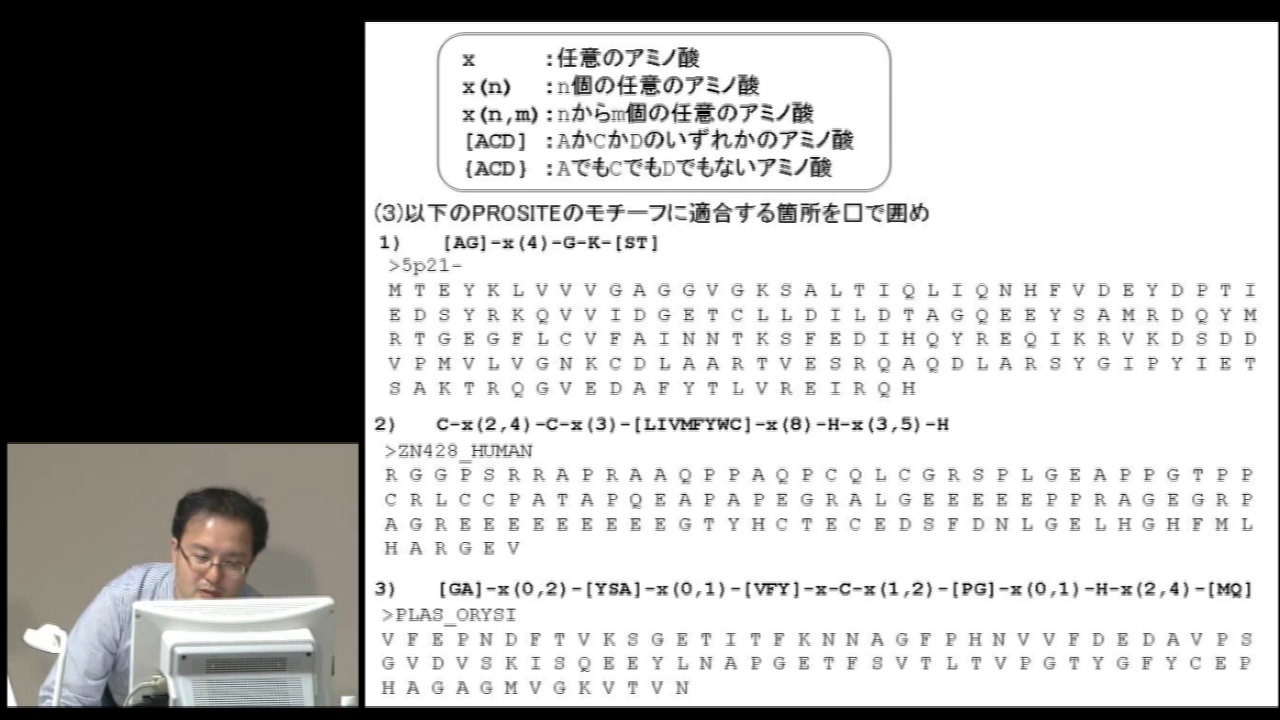 x :任意のアミノ酸
x(n) :n個の任意のアミノ酸
x(n,m):nからm個の任意のアミノ酸
[ACD] :AかCかDのいずれかのアミノ酸
{ACD} :AでもCでもDでもないアミノ酸
(3)以下のPROSITEのモチーフに適合する箇所を□で囲め
1) [AG]-x(4)-G-K-[ST]
>5p21-
M T E Y K L V V V G A G G V G K S A L T I Q L I Q N H F V D E Y D P T I
E D S Y R K Q V V I D G E T C L L D I L D T A G Q E E Y S A M R D Q Y M
R T G E G F L C V F A I N N T K S F E D I H Q Y R E Q I K R V K D S D D
V P M V L V G N K C D L A A R T V E S R Q A Q D L A R S Y G I P Y I E T
S A K T R Q G V E D A F Y T L V R E I R Q H
2) C-x(2,4)-C-x(3)-[LIVMFYWC]-x(8)-H-x(3,5)-H
>ZN428_HUMAN
R G G P S R R A P R A A Q P P A Q P C Q L C G R S P L G E A P P G T P P
C R L C C P A T A P Q E A P A P E G R A L G E E E E E P P R A G E G R P
A G R E E E E E E E E E G T Y H C T E C E D S F D N L G E L H G H F M L
H A R G E V
3) [GA]-x(0,2)-[YSA]-x(0,1)-[VFY]-x-C-x(1,2)-[PG]-x(0,1)-H-x(2,4)-[MQ]
>PLAS_ORYSI
V F E P N D F T V K S G E T I T F K N N A G F P H N V V F D E D A V P S
G V D V S K I S Q E E Y L N A P G E T F S V T L T V P G T Y G F Y C E P
H A G A G M V G K V T V N